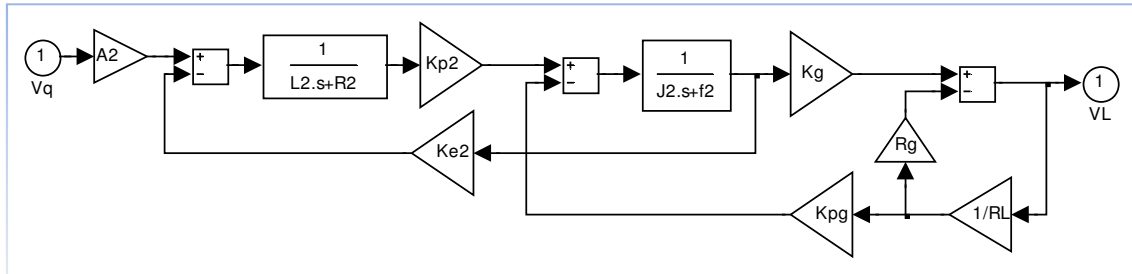 1
Vq
A2
+
−
1
L2.s+R2
Kp2
+
−
1
J2.s+f2
Kg
+
−
1
VL
Ke2
Rg
Kpg
1/RL